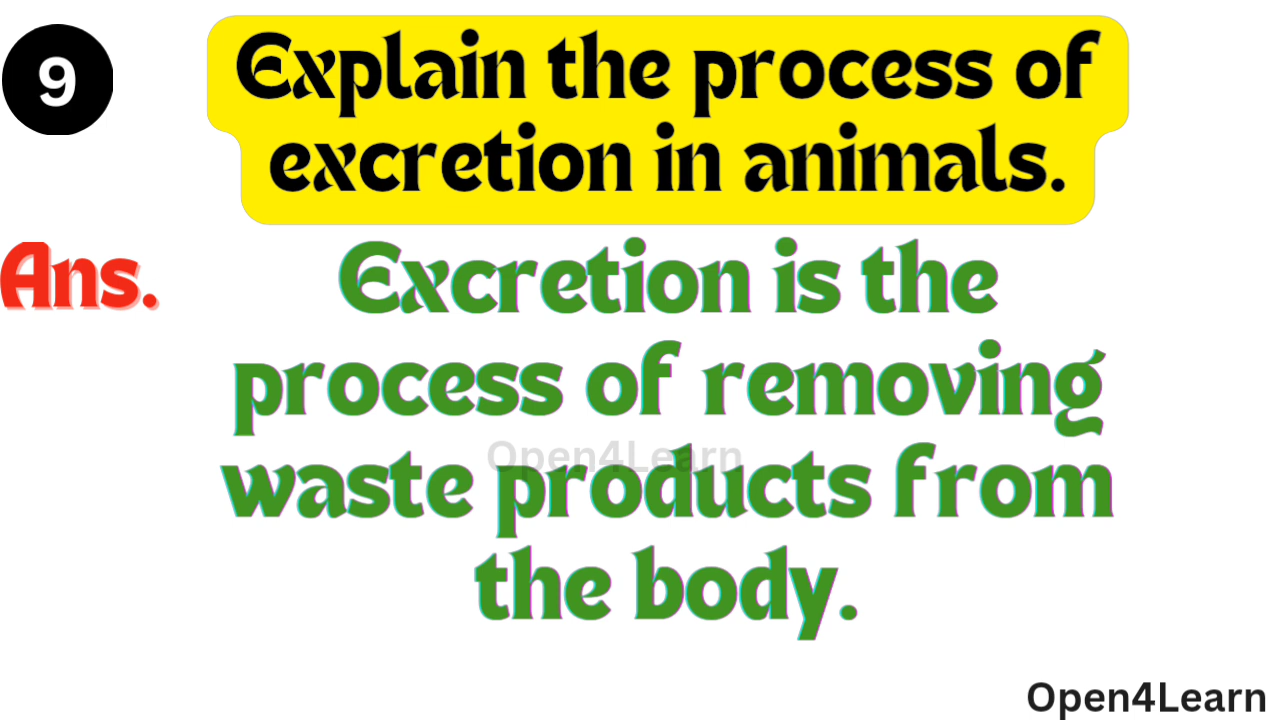 9
Explain the process of
excretion in animals.
Ans.
Excretion is the
process of removing
Open4Learn
waste products from
the body.
Open4Learn